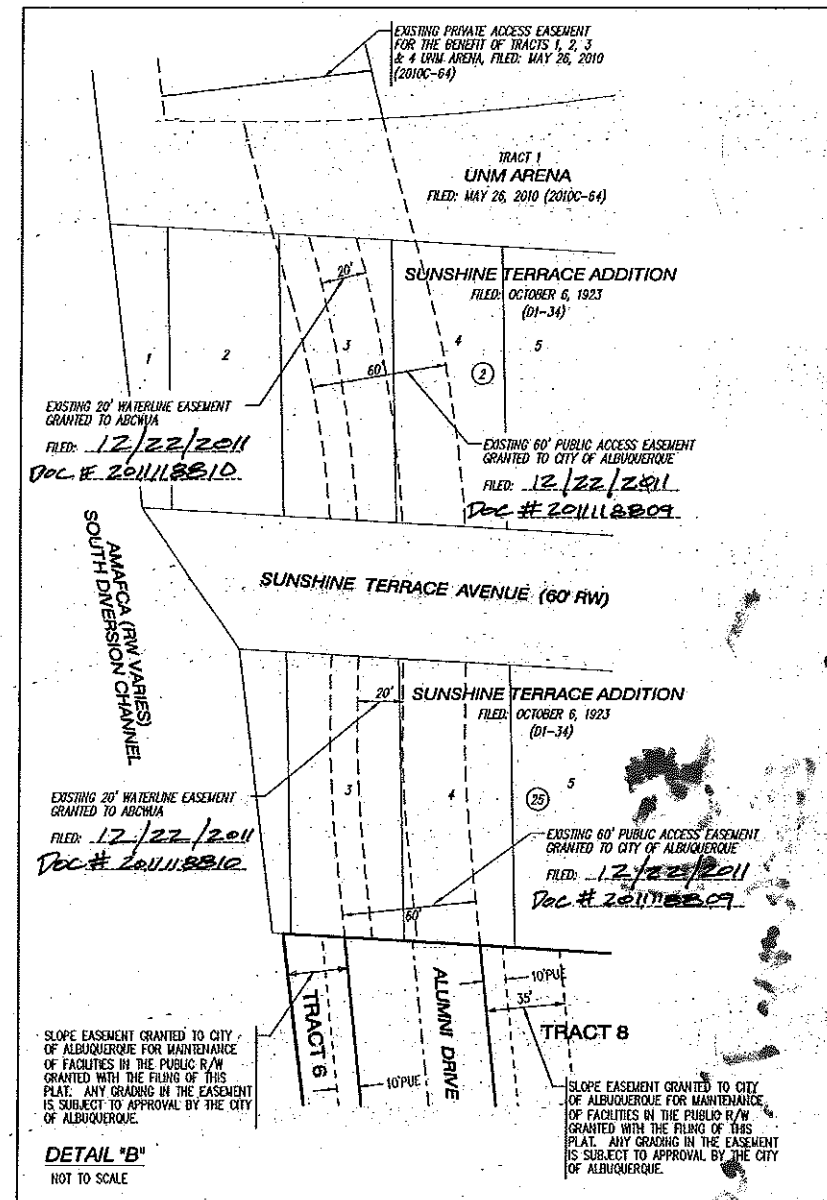 EXISTING PRIVATE ACCESS EASEMENT
FOR THE BENEFIT OF TRACTS 1, 2, 3
& 4 UNM ARENA, FILED: MAY 26, 2010
(2010C-64)
TRACT 1
UNM ARENA
FILED: MAY 26, 2010 (2010C-64)
20'
SUNSHINE TERRACE ADDITION
FILED: OCTOBER 6, 1923
(D1-34)
1
2
3
4
5
60'
2
EXISTING 20' WATERLINE EASEMENT
GRANTED TO ABCWUA
FILED: 12/22/2011
DOC # 2011118810
EXISTING 60' PUBLIC ACCESS EASEMENT
GRANTED TO CITY OF ALBUQUERQUE
FILED: 12/22/2011
DOC # 2011118809
AMAFCA (RW VARIES)
SOUTH DIVERSION CHANNEL
SUNSHINE TERRACE AVENUE (60' RW)
20'
SUNSHINE TERRACE ADDITION
FILED: OCTOBER 6, 1923
(D1-34)
3
4
5
25
EXISTING 20' WATERLINE EASEMENT
GRANTED TO ABCWUA
FILED: 12/22/2011
DOC # 2011118810
EXISTING 60' PUBLIC ACCESS EASEMENT
GRANTED TO CITY OF ALBUQUERQUE
FILED: 12/22/2011
DOC # 2011118809
60'
TRACT 6
10'PUE
ALUMNI DRIVE
10'PUE
35'
TRACT 8
SLOPE EASEMENT GRANTED TO CITY
OF ALBUQUERQUE FOR MAINTENANCE
OF FACILITIES IN THE PUBLIC R/W
GRANTED WITH THE FILING OF THIS
PLAT. ANY GRADING IN THE EASEMENT
IS SUBJECT TO APPROVAL BY THE CITY
OF ALBUQUERQUE.
SLOPE EASEMENT GRANTED TO CITY
OF ALBUQUERQUE FOR MAINTENANCE
OF FACILITIES IN THE PUBLIC R/W
GRANTED WITH THE FILING OF THIS
PLAT. ANY GRADING IN THE EASEMENT
IS SUBJECT TO APPROVAL BY THE CITY
OF ALBUQUERQUE.
DETAIL "B"
NOT TO SCALE